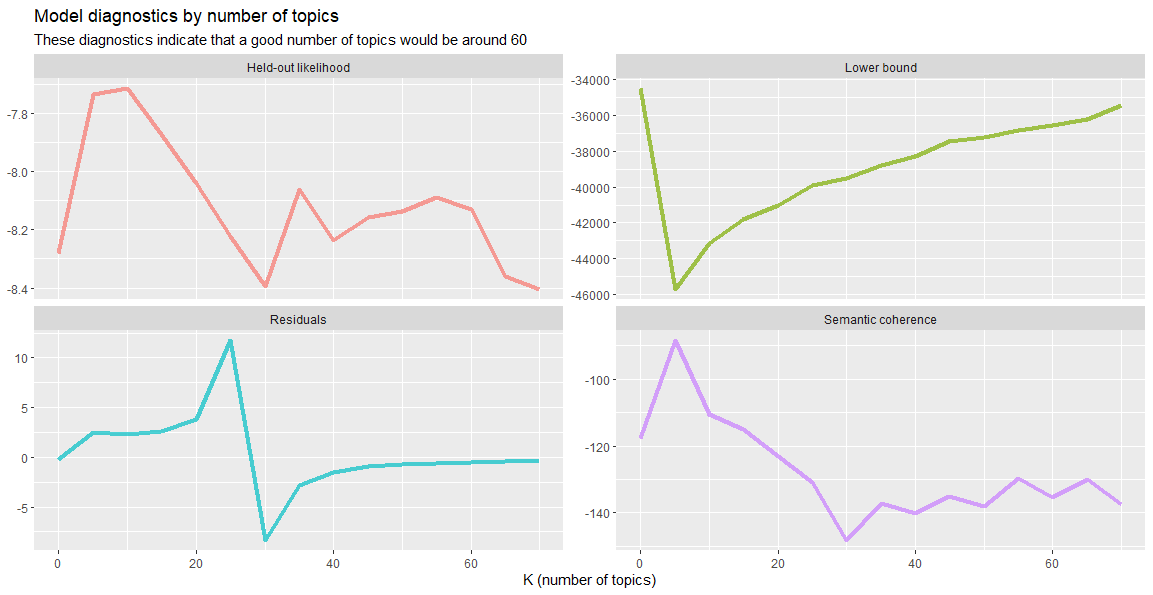 Model diagnostics by number of topics
These diagnostics indicate that a good number of topics would be around 60
Held-out likelihood
-7.8
-8.0
-8.2
-8.4
Lower bound
-34000
-36000
-38000
-40000
-42000
-44000
-46000
Residuals
10
5
0
-5
0 20 40 60
Semantic coherence
-100
-120
-140
0 20 40 60
K (number of topics)